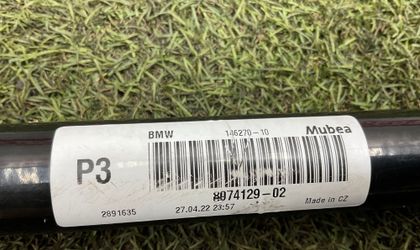 BMW 146270-10 Mubea
P3
8074129-02
2891635 27.04.22 23:57 Made in CZ